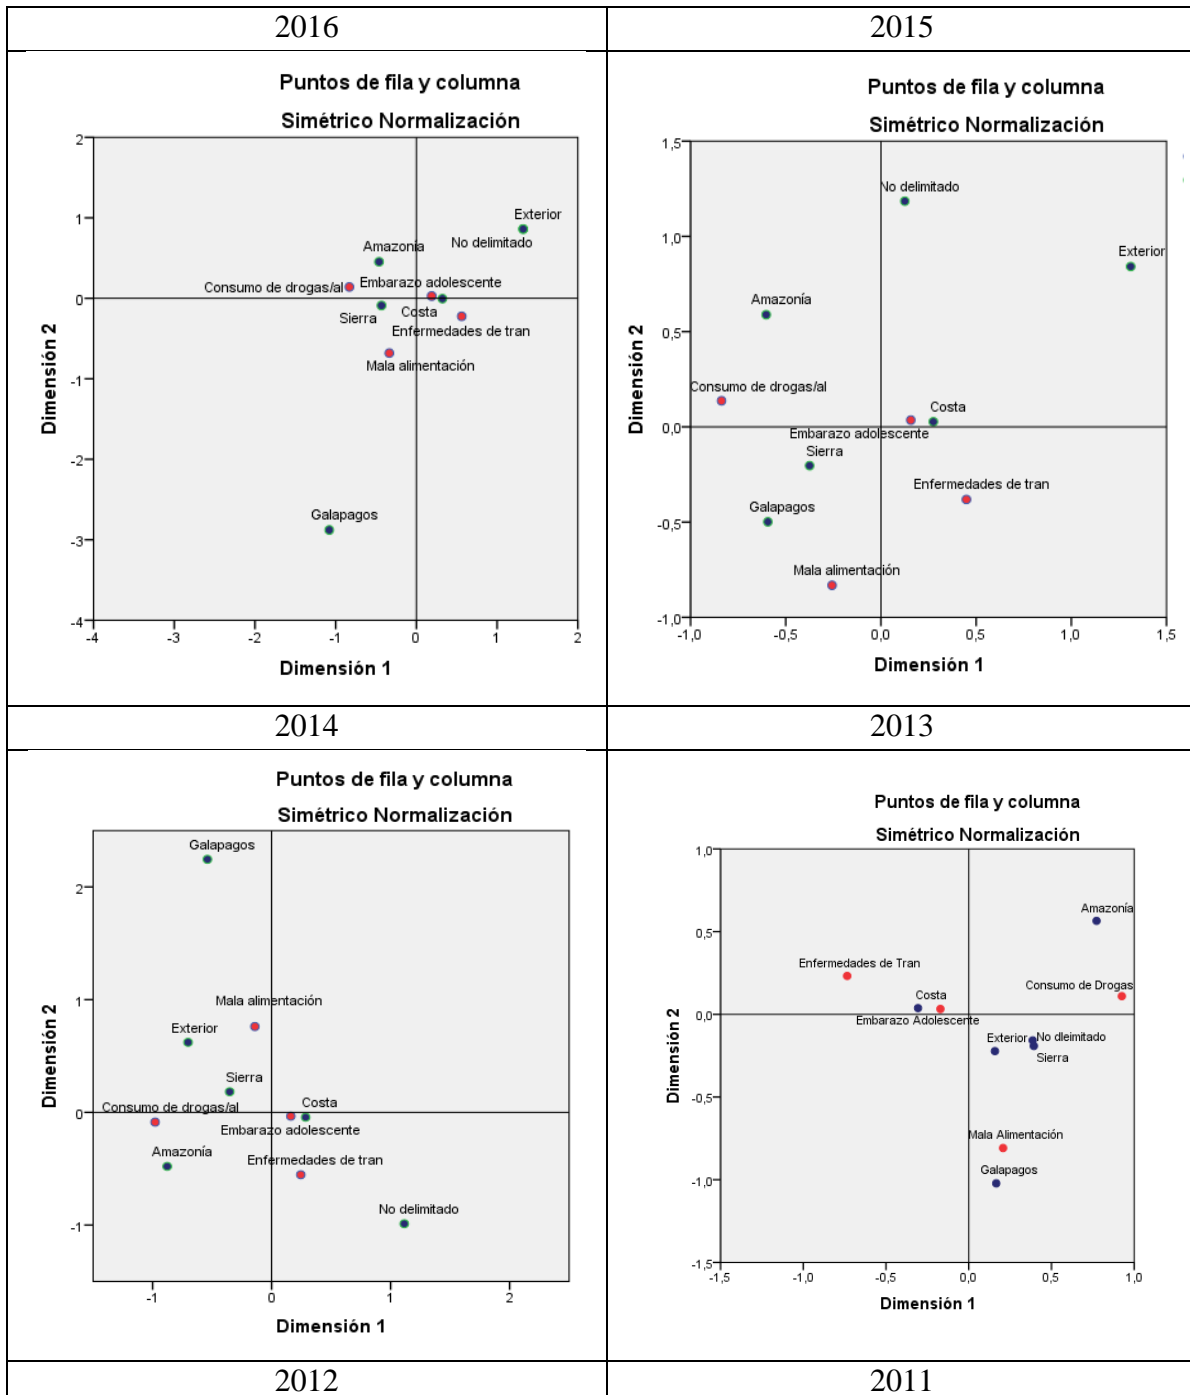 2016
2015
Puntos de fila y columna
Simétrico Normalización
2
1
0
-1
-2
-3
-4
-4
-3
-2
-1
0
1
2
Dimensión 2
Dimensión 1
Exterior
No delimitado
Amazonía
Consumo de drogas/al
Embarazo adolescente
Sierra
Costa
Enfermedades de tran
Mala alimentación
Galapagos
Puntos de fila y columna
Simétrico Normalización
1,5
1,0
0,5
0,0
-0,5
-1,0
-1,0
-0,5
0,0
0,5
1,0
1,5
Dimensión 2
Dimensión 1
No delimitado
Exterior
Amazonía
Consumo de drogas/al
Costa
Embarazo adolescente
Sierra
Enfermedades de tran
Galapagos
Mala alimentación
2014
2013
Puntos de fila y columna
Simétrico Normalización
2
1
0
-1
-1
0
1
2
Dimensión 2
Dimensión 1
Galapagos
Mala alimentación
Exterior
Sierra
Consumo de drogas/al
Costa
Embarazo adolescente
Amazonía
Enfermedades de tran
No delimitado
Puntos de fila y columna
Simétrico Normalización
1,0
0,5
0,0
-0,5
-1,0
-1,5
-1,5
-1,0
-0,5
0,0
0,5
1,0
Dimensión 2
Dimensión 1
Amazonía
Enfermedades de Tran
Consumo de Drogas
Costa
Embarazo Adolescente
Exterior
No dleimitado
Sierra
Mala Alimentación
Galapagos
2012
2011